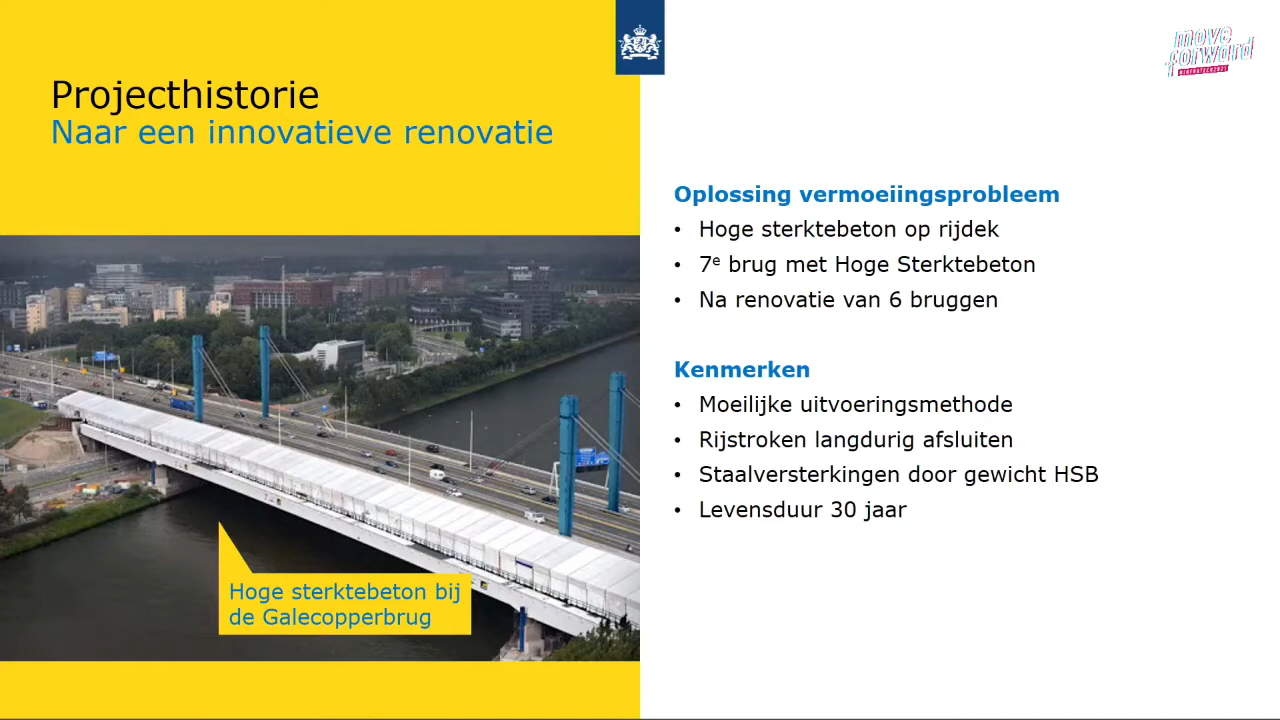 move
forward
Projecthistorie
Naar een innovatieve renovatie
Oplossing vermoeiingsprobleem
• Hoge sterktebeton op rijdek
• 7e brug met Hoge Sterktebeton
• Na renovatie van 6 bruggen
Kenmerken
• Moeilijke uitvoeringsmethode
• Rijstroken langdurig afsluiten
• Staalversterkingen door gewicht HSB
• Levensduur 30 jaar
Hoge sterktebeton bij
de Galecopperbrug